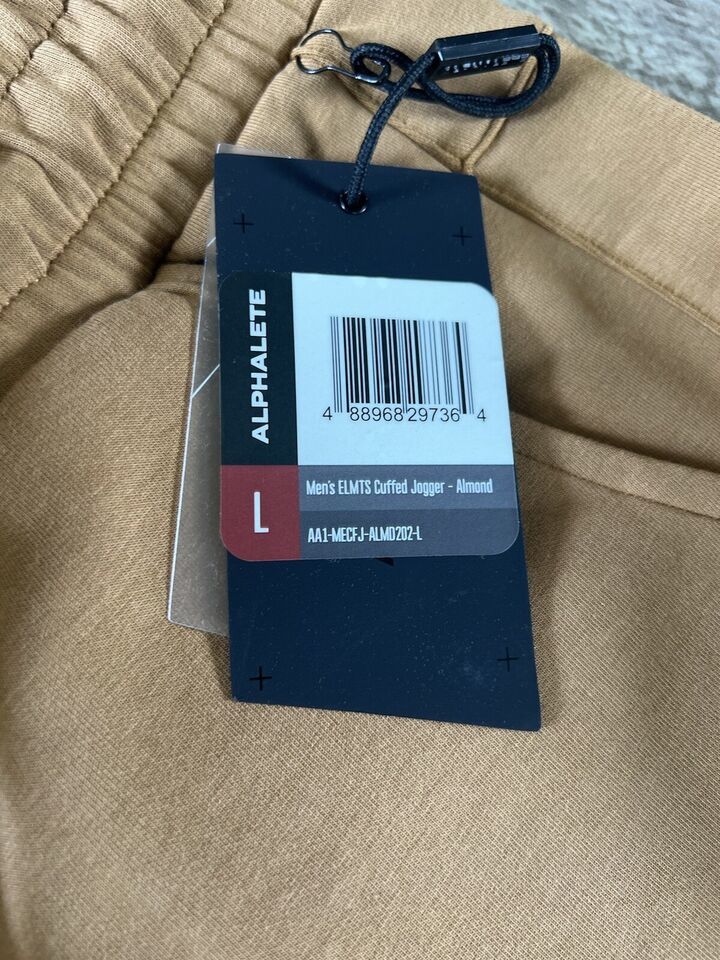 ALPHALETE
4 88968 29736 4
L
Men's ELMTS Cuffed Jogger - Almond
AA1-MECFJ-ALMD202-L